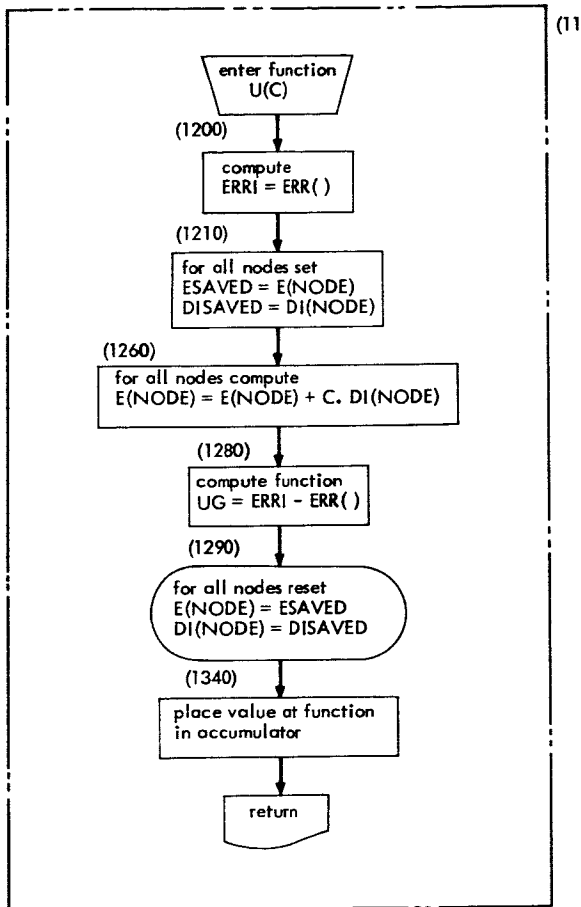 (11
enter function
U(C)
(1200)
compute
ERRI = ERR( )
(1210)
for all nodes set
ESAVED = E(NODE)
DISAVED = DI(NODE)
(1260)
for all nodes compute
E(NODE) = E(NODE) + C. DI(NODE)
(1280)
compute function
UG = ERRI - ERR( )
(1290)
for all nodes reset
E(NODE) = ESAVED
DI(NODE) = DISAVED
(1340)
place value at function
in accumulator
return